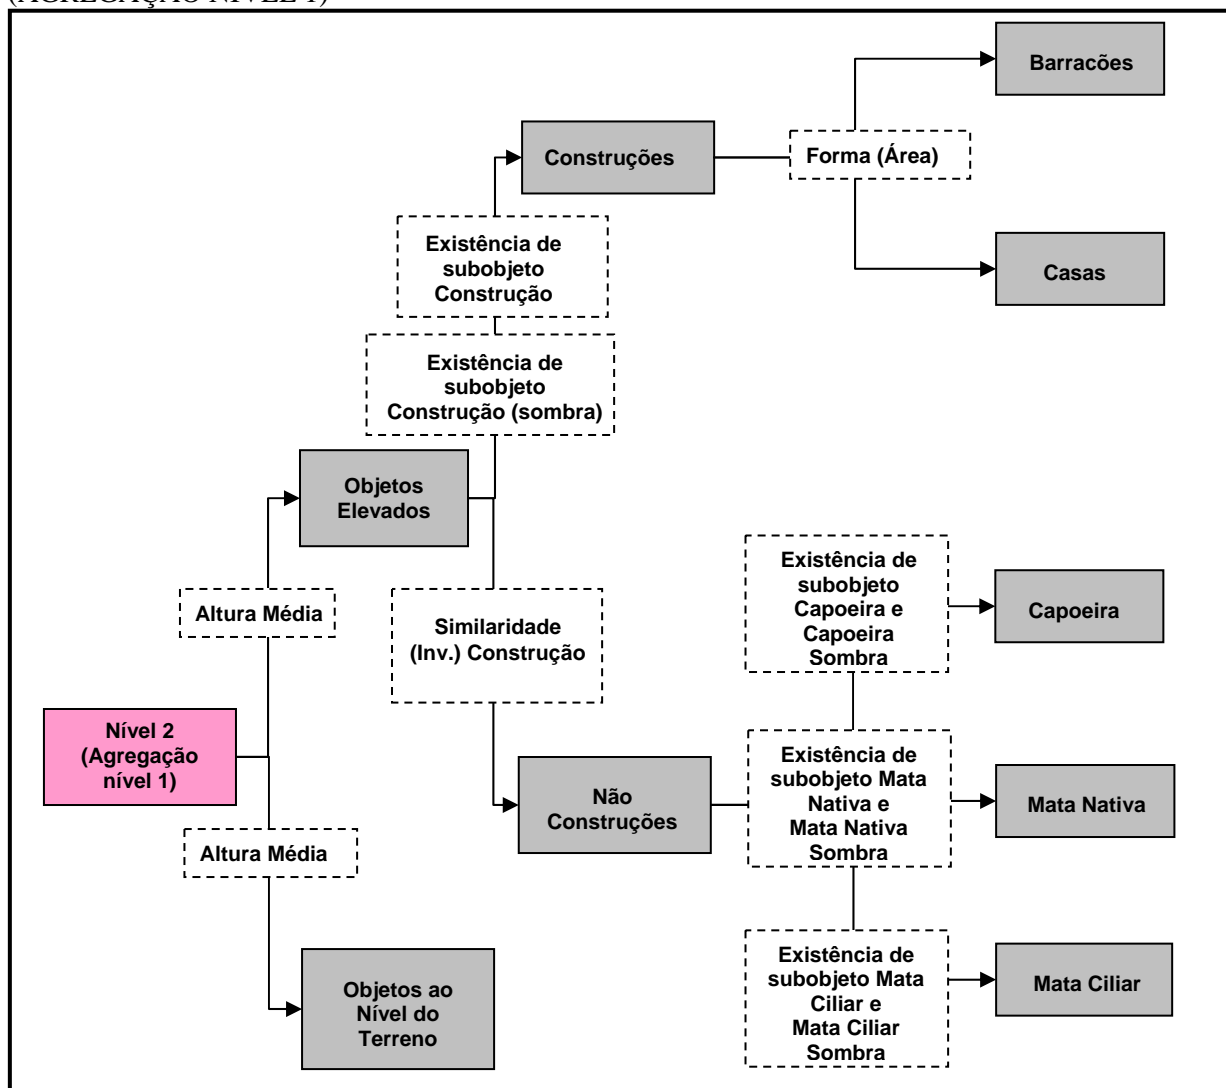 (AGREGAÇÃO NÍVEL 1)
Barracões
Construções
Forma (Área)
Existência de
subobjeto
Construção
Casas
Existência de
subobjeto
Construção (sombra)
Objetos
Elevados
Existência de
subobjeto
Capoeira e
Capoeira
Sombra
Capoeira
Altura Média
Similaridade
(Inv.) Construção
Nível 2
(Agregação
nível 1)
Não
Construções
Existência de
subobjeto Mata
Nativa e
Mata Nativa
Sombra
Mata Nativa
Altura Média
Existência de
subobjeto Mata
Ciliar e
Mata Ciliar
Sombra
Mata Ciliar
Objetos ao
Nível do
Terreno